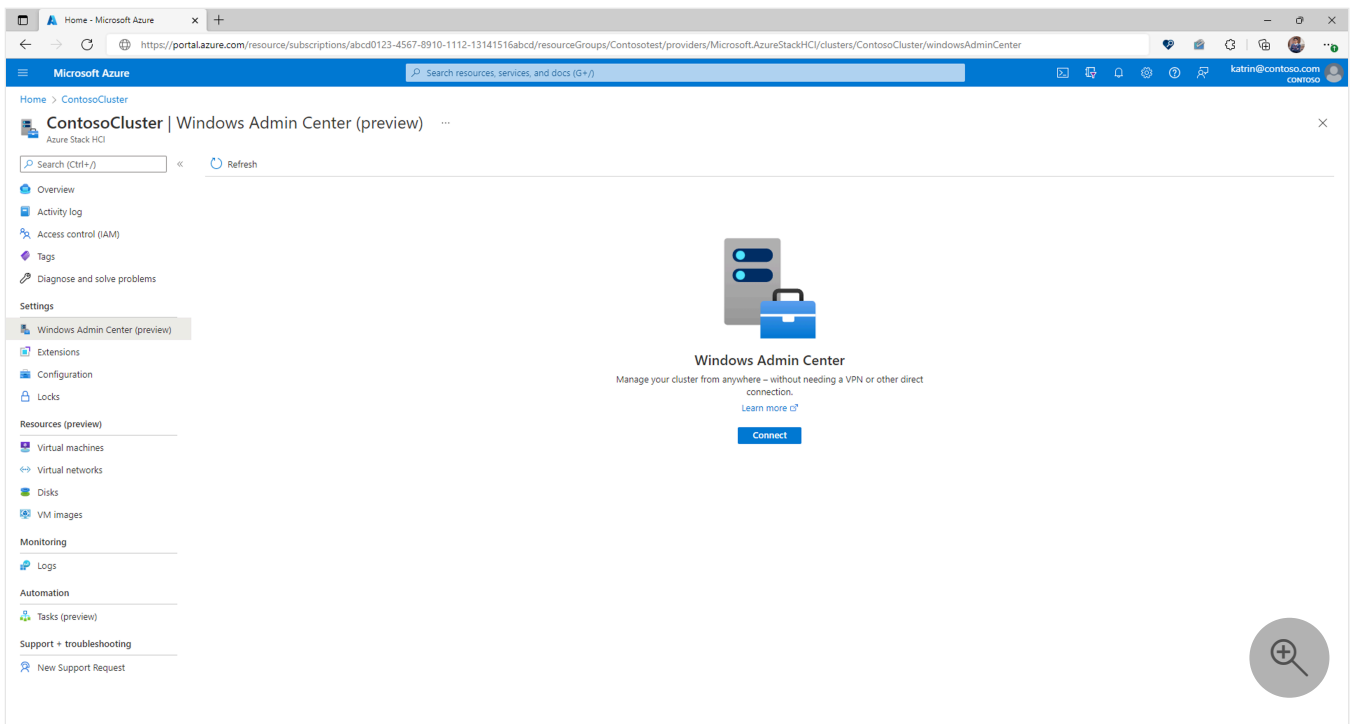 Home - Microsoft Azure
https://portal.azure.com/resource/subscriptions/abcd0123-4567-8910-1112-13141516abcd/resourceGroups/Contosotest/providers/Microsoft.AzureStackHCI/clusters/ContosoCluster/windowsAdminCenter
Microsoft Azure
Search resources, services, and docs (G+/)
katrin@contoso.com
CONTOSO
Home > ContosoCluster
ContosoCluster | Windows Admin Center (preview) ...
Azure Stack HCI
Search (Ctrl+/)
«
Refresh
Overview
Activity log
Access control (IAM)
Tags
Diagnose and solve problems
Settings
Windows Admin Center (preview)
Extensions
Configuration
Locks
Resources (preview)
Virtual machines
Virtual networks
Disks
VM images
Monitoring
Logs
Automation
Tasks (preview)
Support + troubleshooting
New Support Request
Windows Admin Center
Manage your cluster from anywhere – without needing a VPN or other direct
connection.
Learn more
Connect